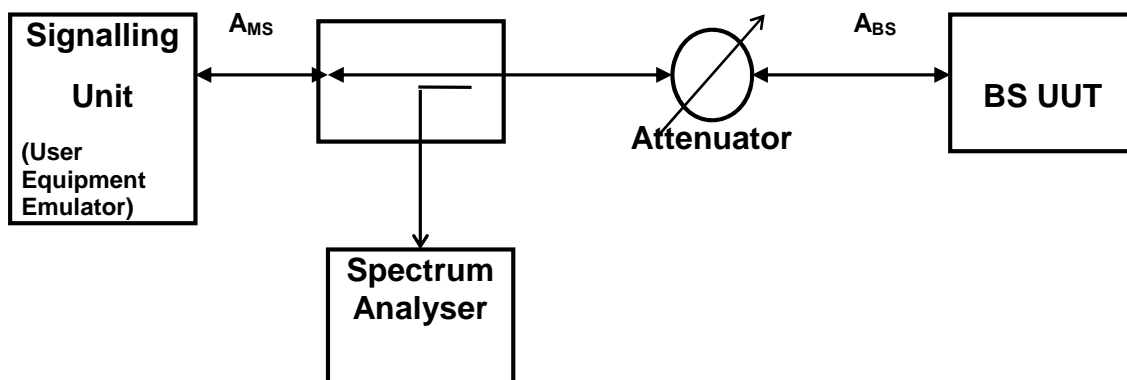 Signalling
Unit
(User
Equipment
Emulator)
AMS
Attenuator
ABS
BS UUT
Spectrum
Analyser